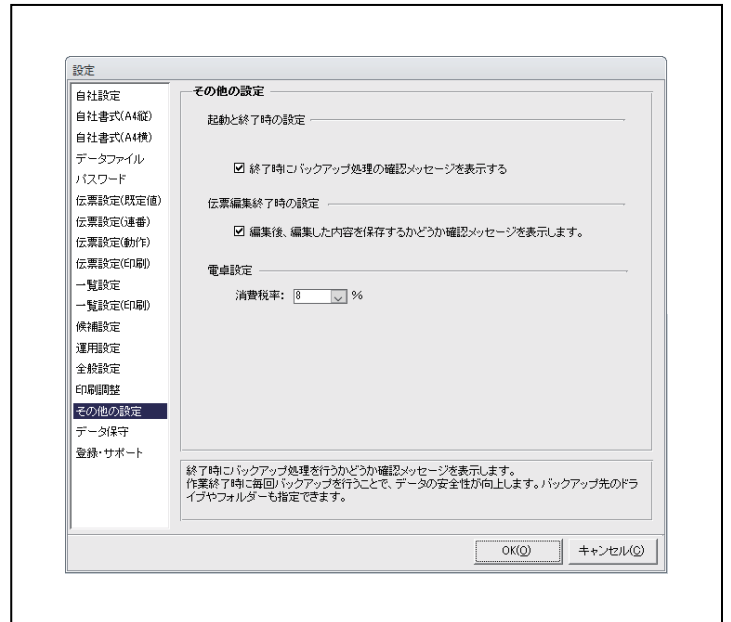 設定
自社設定
自社書式(A4縦)
自社書式(A4横)
データファイル
パスワード
伝票設定(既定値)
伝票設定(連番)
伝票設定(動作)
伝票設定(印刷)
一覧設定
一覧設定(印刷)
候補設定
運用設定
全般設定
印刷調整
その他の設定
データ保守
登録・サポート
その他の設定
起動と終了時の設定
終了時にバックアップ処理の確認メッセージを表示する
伝票編集終了時の設定
編集後、編集した内容を保存するかどうか確認メッセージを表示します。
電卓設定
消費税率: 8 %
終了時にバックアップ処理を行うかどうか確認メッセージを表示します。
作業終了時に毎回バックアップを行うことで、データの安全性が向上します。バックアップ先のドラ
イブやフォルダーも指定できます。
OK(O) キャンセル(C)